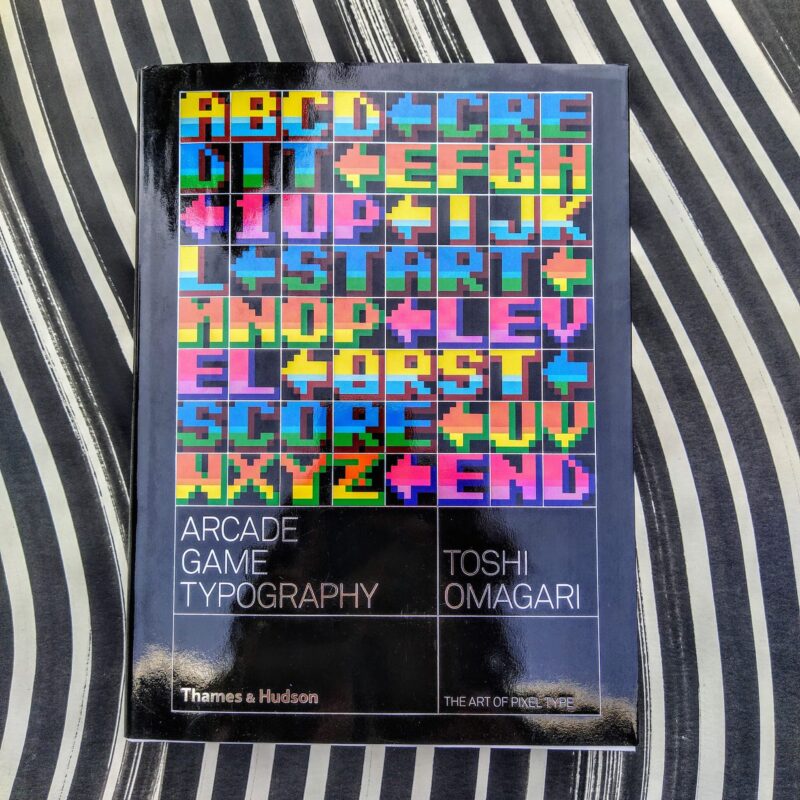 ABCD←CRE
DIT←EFGH
←1UP←IJK
L←START←
MNOP←LEV
EL←QRST←
SCORE←UV
WXYZ←END
ARCADE
GAME
TYPOGRAPHY
TOSHI
OMAGARI
Thames & Hudson
THE ART OF PIXEL TYPE